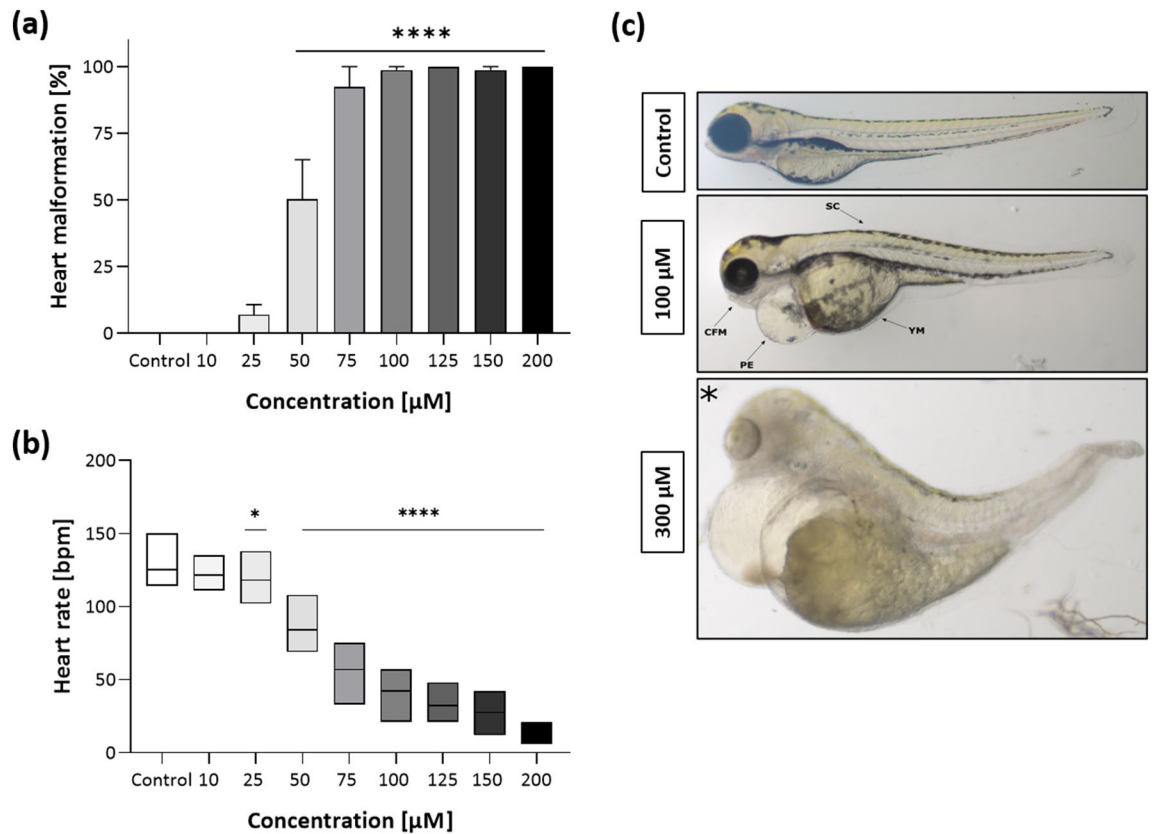 (a)
****
Heart malformation [%]
100
75
50
25
0
Control 10 25 50 75 100 125 150 200
Concentration [µM]
(b)
200
150
100
50
0
Heart rate [bpm]
*
****
Control 10 25 50 75 100 125 150 200
Concentration [µM]
(c)
Control
100 µM
SC
CFM
PE
YM
300 µM
*